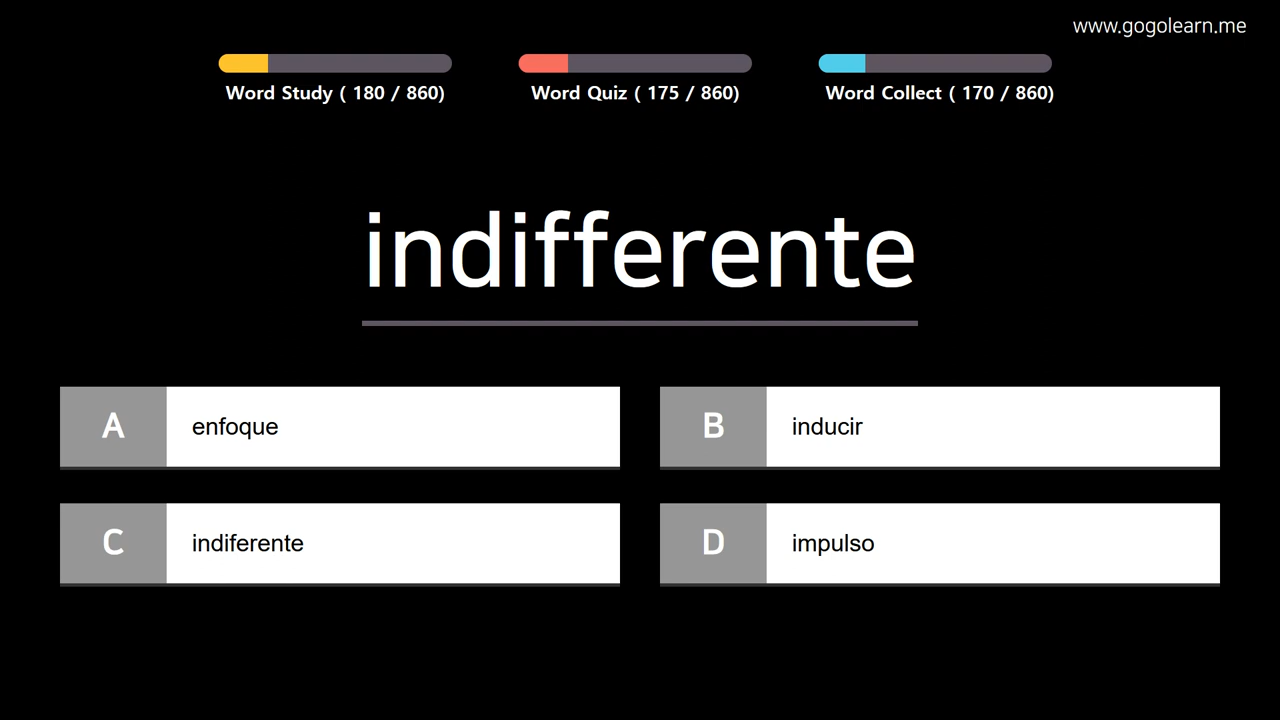 www.gogolearn.me
Word Study ( 180 / 860)
Word Quiz ( 175 / 860)
Word Collect ( 170 / 860)
indifferente
A
enfoque
B
inducir
C
indiferente
D
impulso